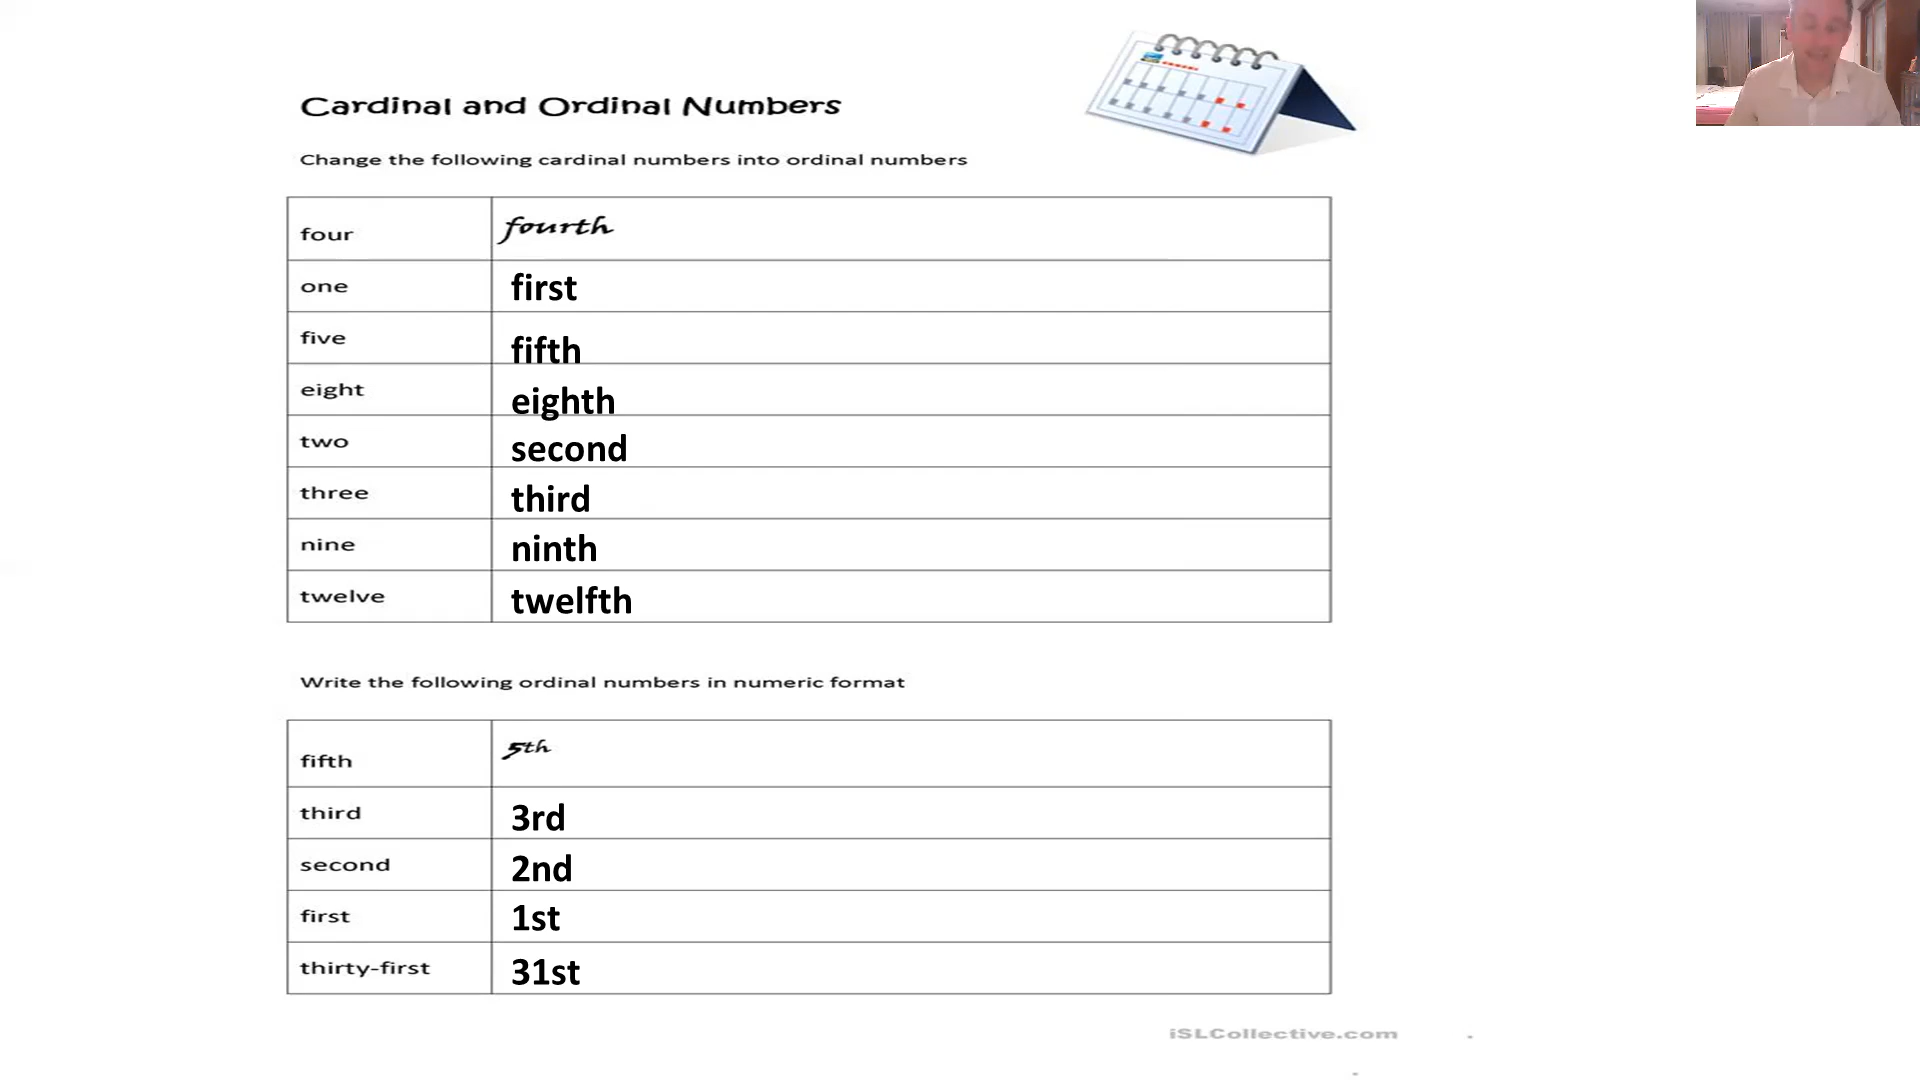 Cardinal and Ordinal Numbers
Change the following cardinal numbers into ordinal numbers
four fourth
one first
five fifth
eight eighth
two second
three third
nine ninth
twelve twelfth
Write the following ordinal numbers in numeric format
fifth 5th
third 3rd
second 2nd
first 1st
thirty-first 31st
iSLCollective.com